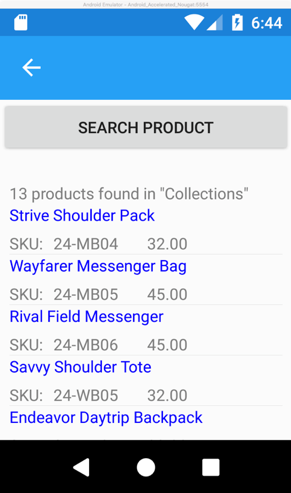 Android Emulator - Android_Accelerated_Nougat:5554
6:44
SEARCH PRODUCT
13 products found in "Collections"
Strive Shoulder Pack
SKU: 24-MB04 32.00
Wayfarer Messenger Bag
SKU: 24-MB05 45.00
Rival Field Messenger
SKU: 24-MB06 45.00
Savvy Shoulder Tote
SKU: 24-WB05 32.00
Endeavor Daytrip Backpack